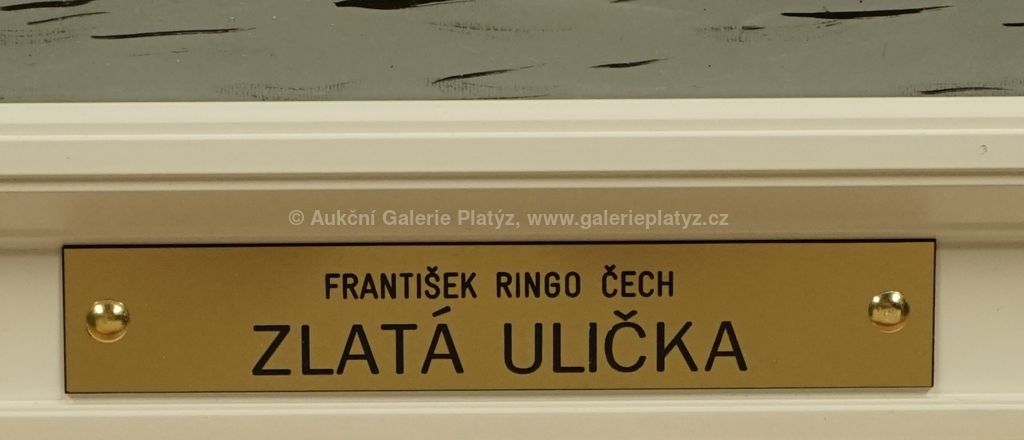 © Aukční Galerie Platýz, www.galerieplatyz.cz
FRANTIŠEK RINGO ČECH
ZLATÁ ULIČKA